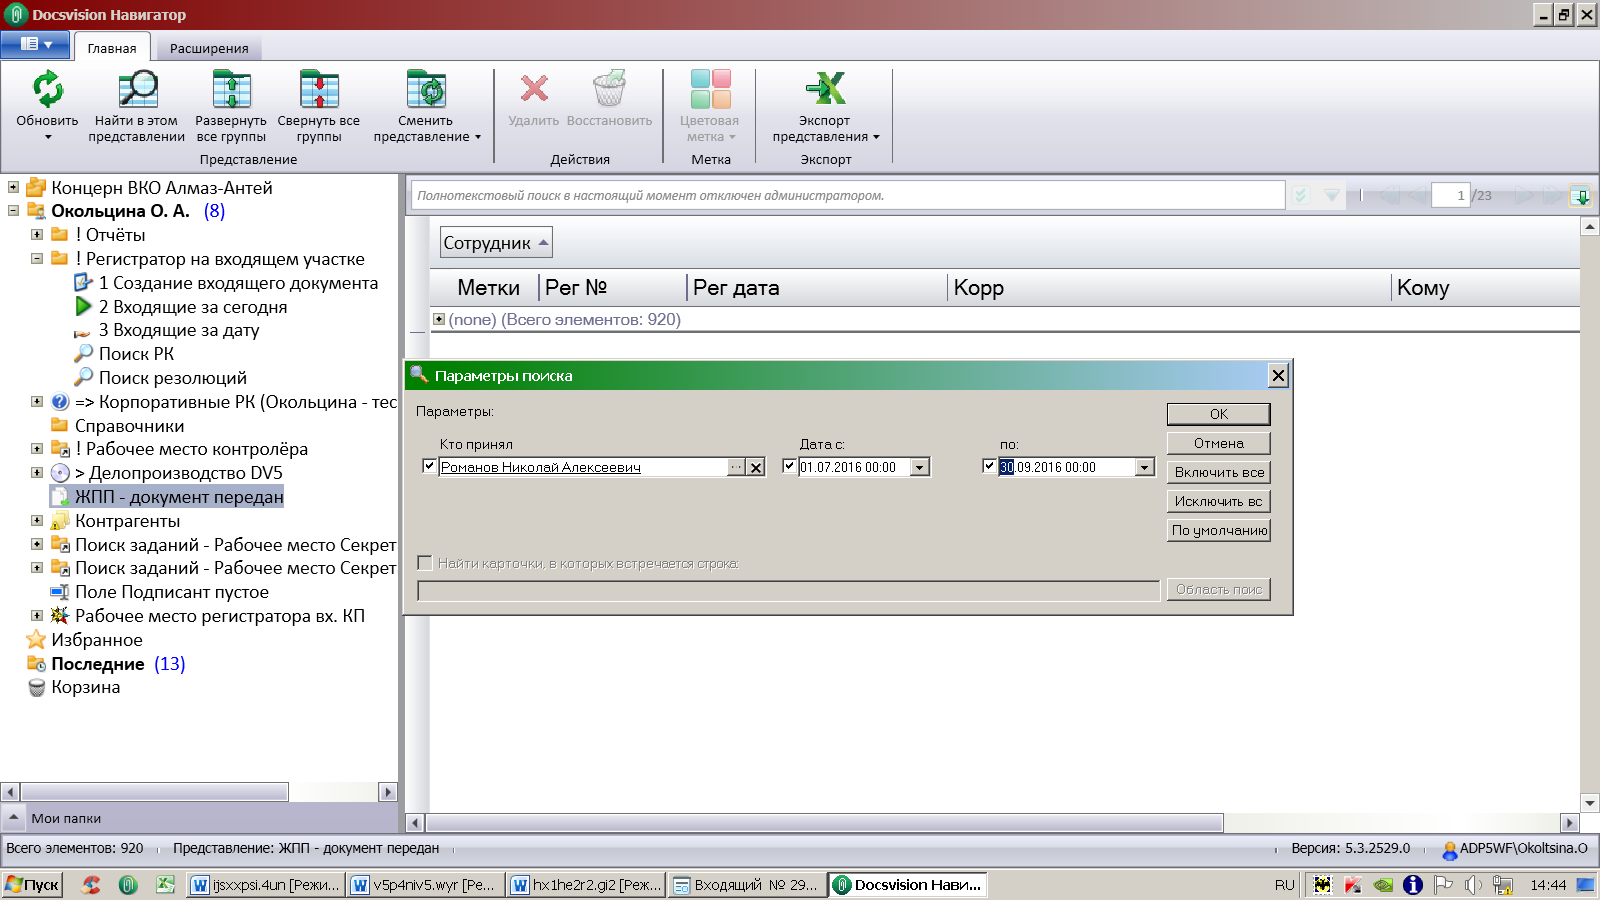 Docsvision Навигатор
Главная
Расширения
Обновить
Найти в этом представлении
Развернуть все группы
Свернуть все группы
Сменить представление
Представление
Удалить
Восстановить
Действия
Цветовая метка
Метка
Экспорт представления
Экспорт
Концерн ВКО Алмаз-Антей
Окольцина О. А. (8)
! Отчёты
! Регистратор на входящем участке
1 Создание входящего документа
2 Входящие за сегодня
3 Входящие за дату
Поиск РК
Поиск резолюций
=> Корпоративные РК (Окольцина - тес
Справочники
! Рабочее место контролёра
> Делопроизводство DV5
ЖПП - документ передан
Контрагенты
Поиск заданий - Рабочее место Секрет
Поиск заданий - Рабочее место Секрет
Поле Подписант пустое
Рабочее место регистратора вх. КП
Избранное
Последние (13)
Корзина
Мои папки
Полнотекстовый поиск в настоящий момент отключен администратором.
1 /23
Сотрудник
Метки Рег № Рег дата Корр Кому
(none) (Всего элементов: 920)
Параметры поиска
Параметры:
Кто принял Дата с: по:
Романов Николай Алексеевич 01.07.2016 00:00 30.09.2016 00:00
OK
Отмена
Включить все
Исключить вс
По умолчанию
Найти карточки, в которых встречается строка:
Область поис
Всего элементов: 920 Представление: ЖПП - документ передан Версия: 5.3.2529.0 ADP5WF\Okoltsina.O
Пуск ijsxxpsi.4un [Режи... v5p4niv5.wyr [Ре... hx1he2r2.gi2 [Реж... Входящий № 29... Docsvision Нави... RU 14:44